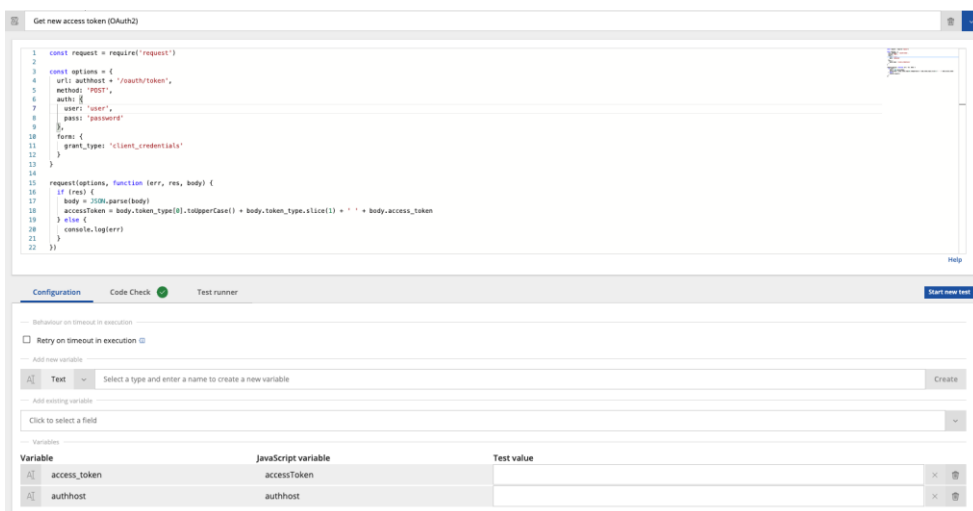 Get new access token (OAuth2)
1 const request = require('request')
2
3 const options = {
4 url: authhost + '/oauth/token',
5 method: 'POST',
6 auth: {
7 user: 'user',
8 pass: 'password'
9 },
10 form: {
11 grant_type: 'client_credentials'
12 }
13 }
14
15 request(options, function (err, res, body) {
16 if (res) {
17 body = JSON.parse(body)
18 accessToken = body.token_type[0].toUpperCase() + body.token_type.slice(1) + ' ' + body.access_token
19 } else {
20 console.log(err)
21 }
22 })
Help
Configuration Code Check Test runner Start new test
Behaviour on timeout in execution
Retry on timeout in execution
Add new variable
Text Select a type and enter a name to create a new variable Create
Add existing variable
Click to select a field
Variables
Variable JavaScript variable Test value
access_token accessToken
authhost authhost